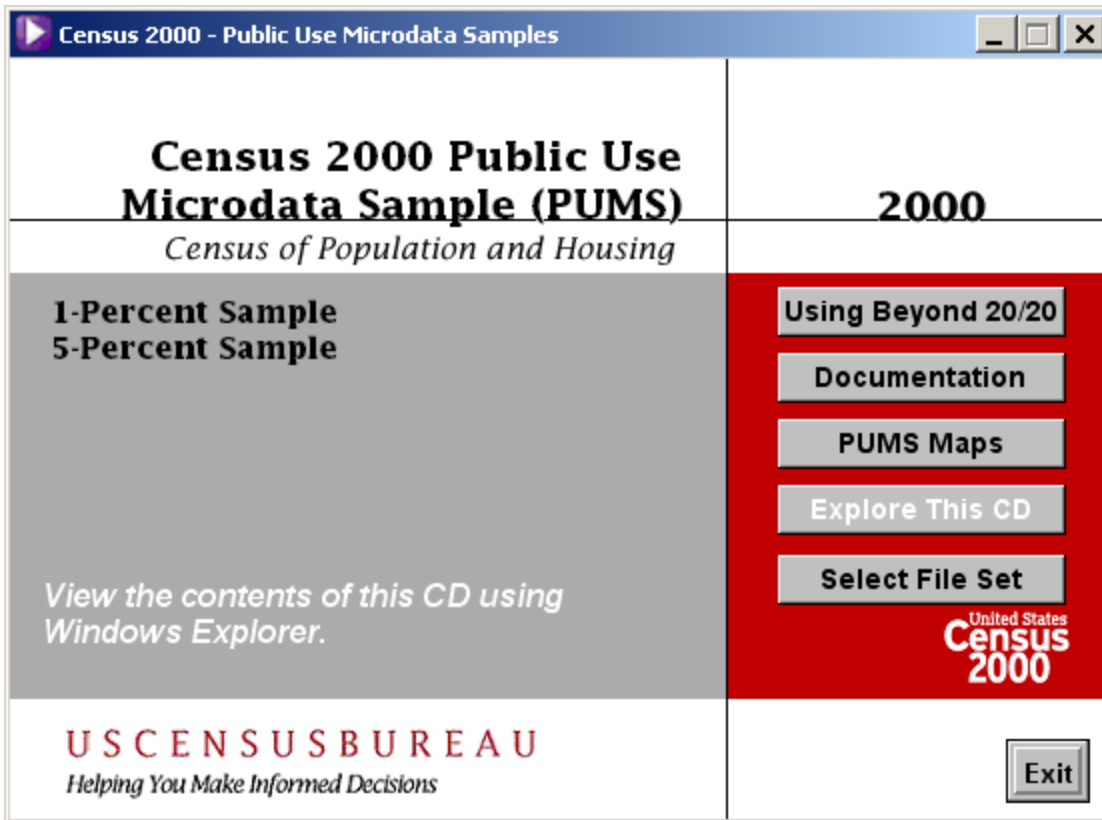 Census 2000 - Public Use Microdata Samples
Census 2000 Public Use
Microdata Sample (PUMS)
2000
Census of Population and Housing
1-Percent Sample
5-Percent Sample
Using Beyond 20/20
Documentation
PUMS Maps
Explore This CD
Select File Set
View the contents of this CD using
Windows Explorer.
United States
Census
2000
USCENSUSBUREAU
Helping You Make Informed Decisions
Exit